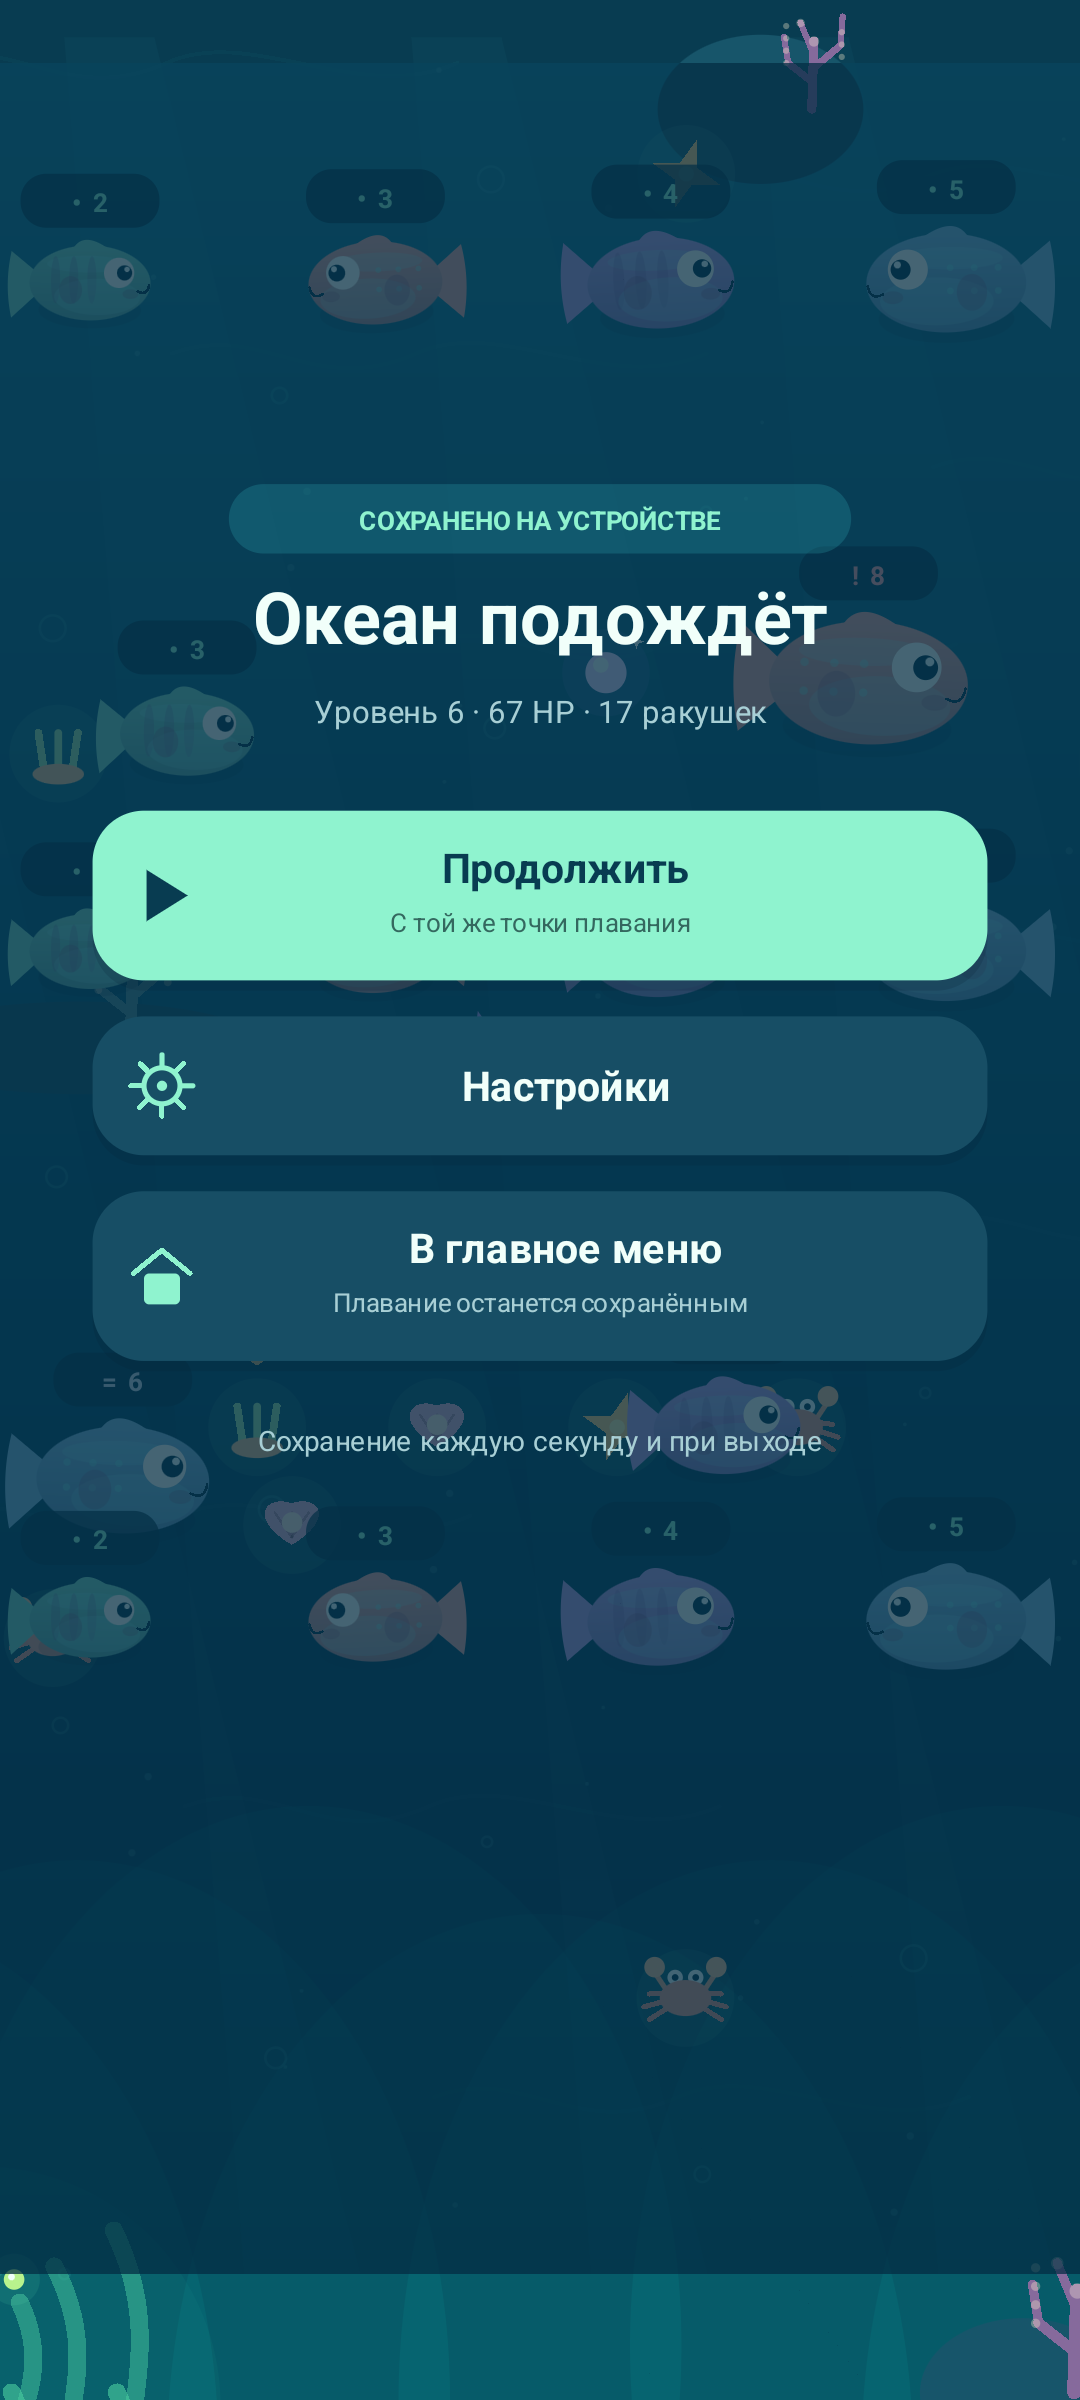 • 2
• 3
• 4
• 5
СОХРАНЕНО НА УСТРОЙСТВЕ
! 8
Океан подождёт
• 3
Уровень 6 · 67 HP · 17 ракушек
Продолжить
С той же точки плавания
Настройки
В главное меню
Плавание останется сохранённым
= 6
Сохранение каждую секунду и при выходе
• 2
• 3
• 4
• 5